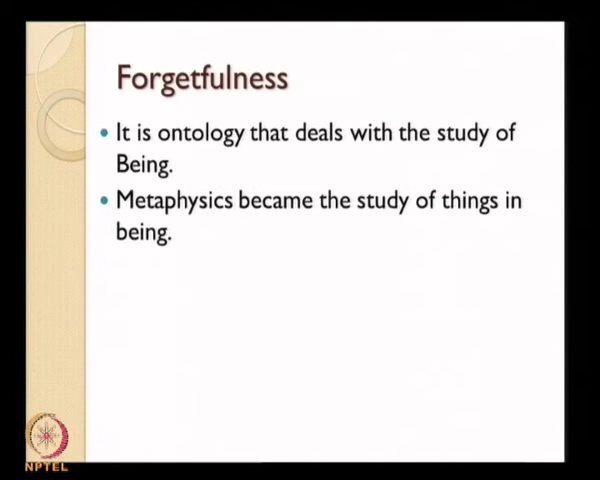 Forgetfulness
• It is ontology that deals with the study of
Being.
• Metaphysics became the study of things in
being.
NPTEL